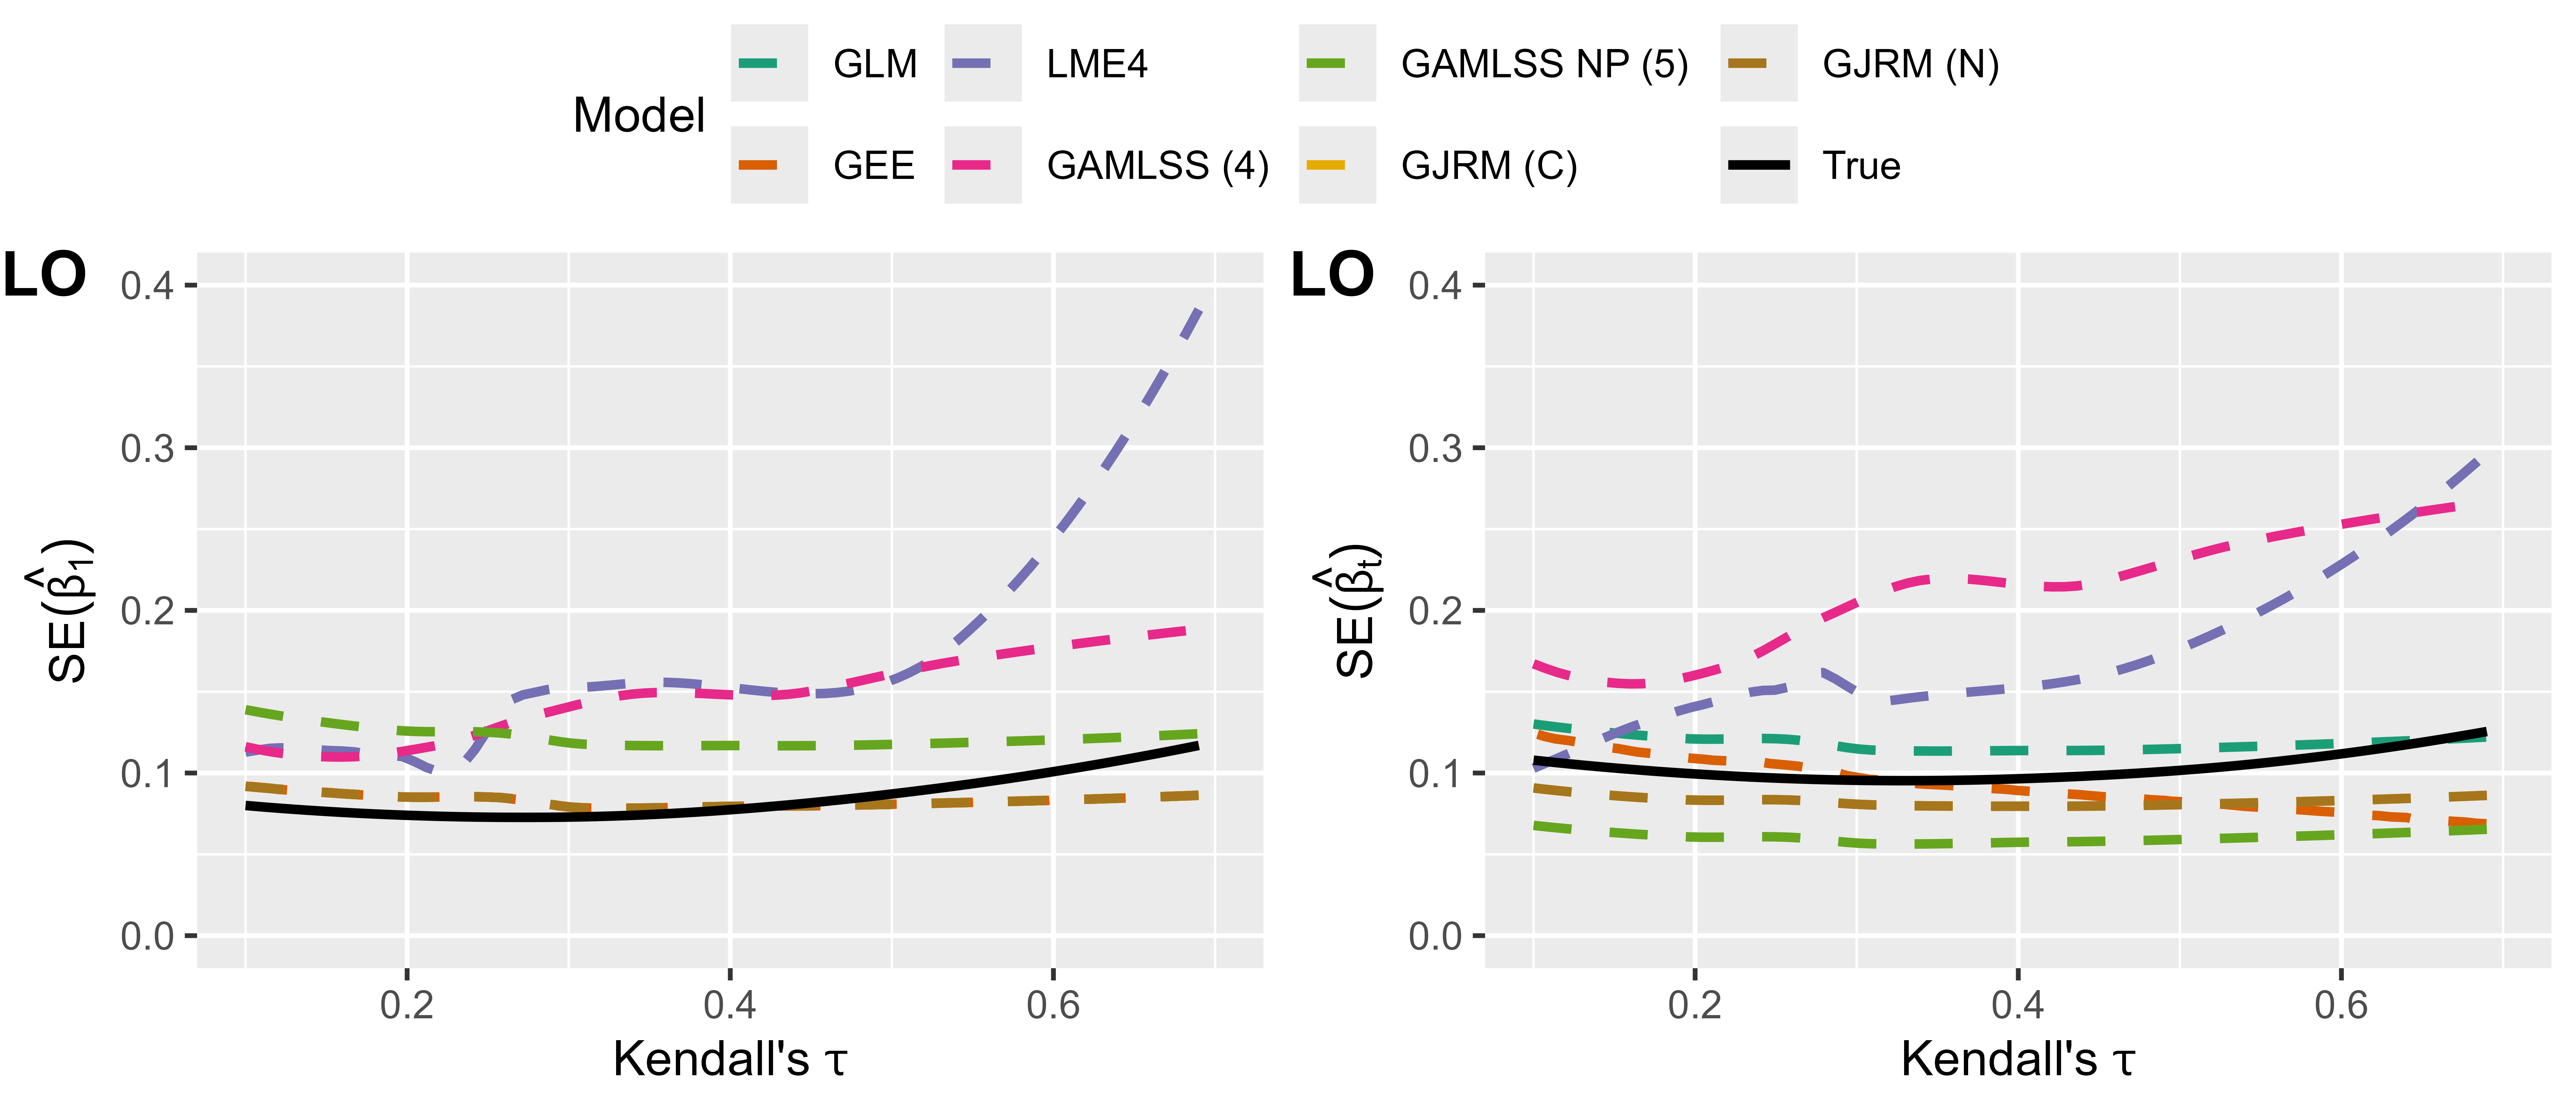 Model
GLM
LME4
GAMLSS NP (5)
GJRM (N)
GEE
GAMLSS (4)
GJRM (C)
True
LO
0.4
0.3
0.2
0.1
0.0
SE(β̂₁)
0.2
0.4
0.6
Kendall's τ
LO
0.4
0.3
0.2
0.1
0.0
SE(β̂ₜ)
0.2
0.4
0.6
Kendall's τ